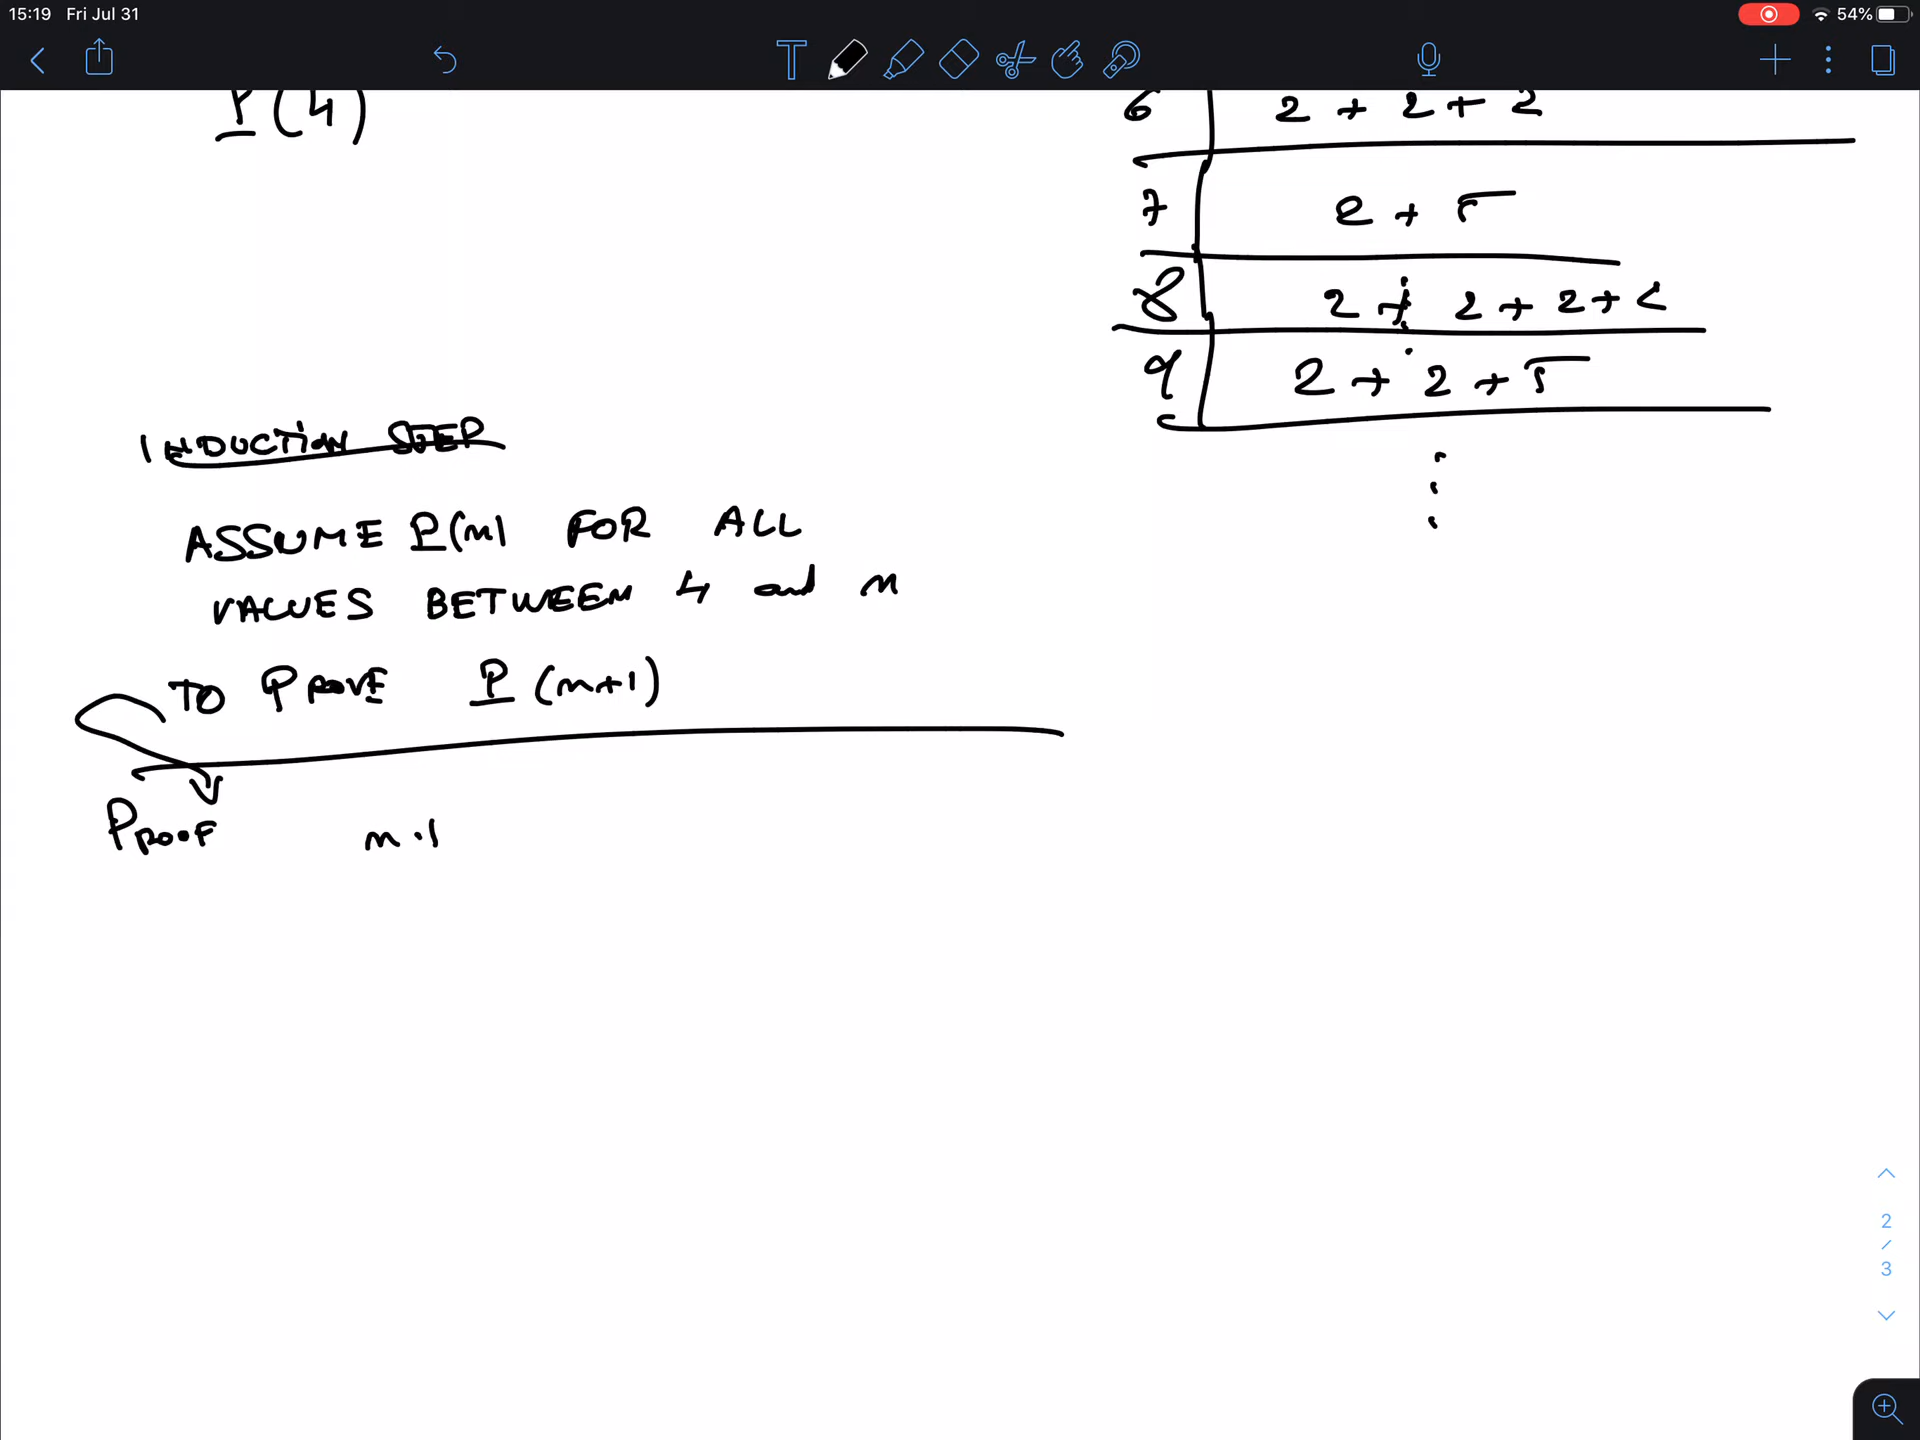 15:19 Fri Jul 31
54%
P(4)
6 2 + 2 + 2
7 2 + 5
8 2 + 2 + 2 + 2
9 2 + 2 + 5
INDUCTION STEP
ASSUME P(n) FOR ALL
VALUES BETWEEN 4 and n
TO PROVE P(n+1)
PROOF
2
/
3